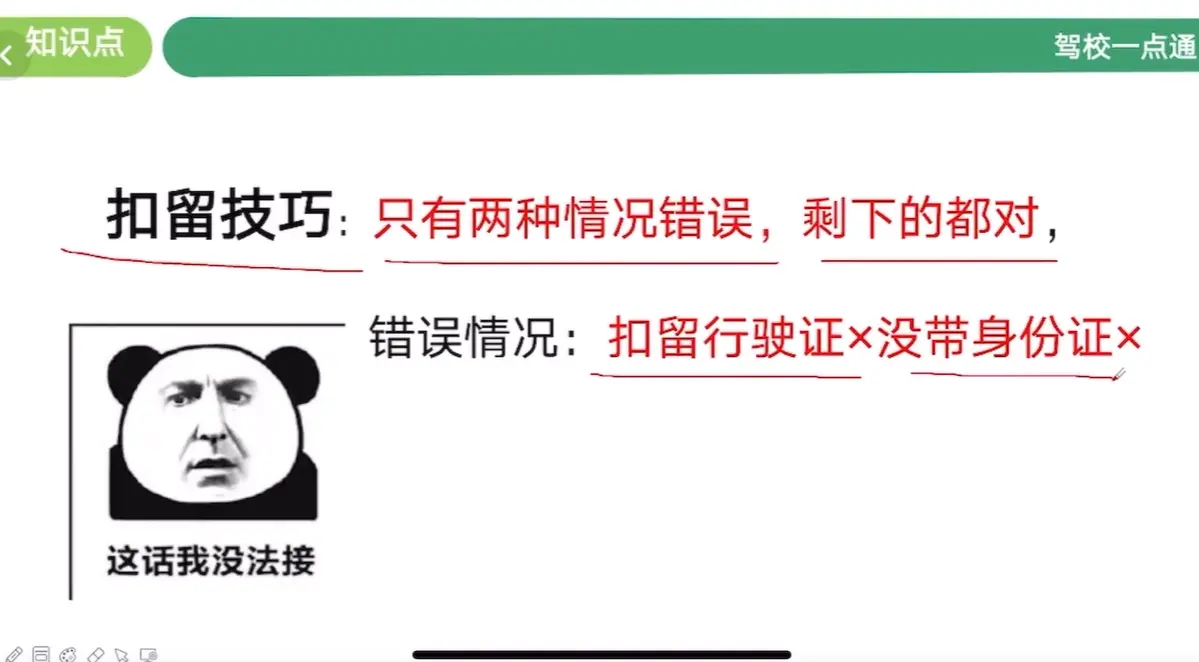 知识点
驾校一点通
扣留技巧：只有两种情况错误，剩下的都对，
错误情况：扣留行驶证×没带身份证×
这话我没法接